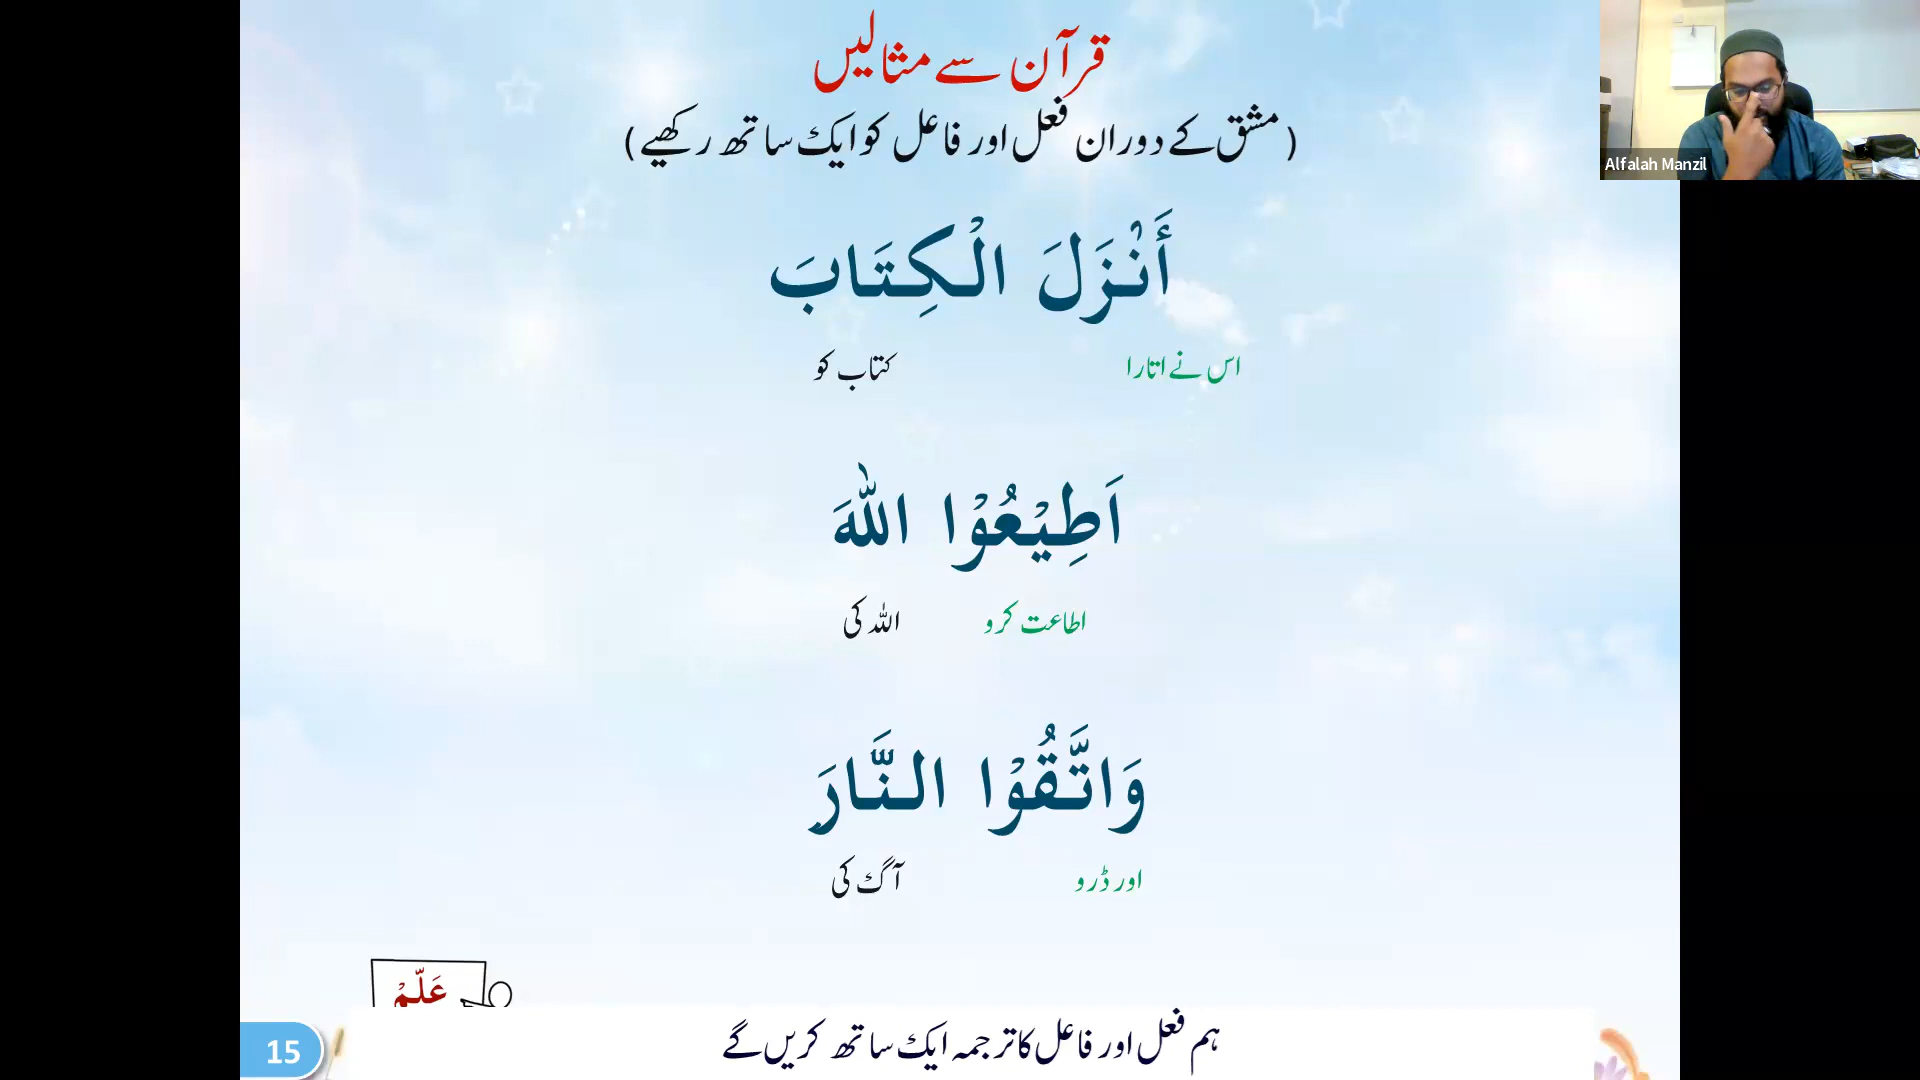 قرآن سے مثالیں
(مشق کے دوران فعل اور فاعل کو ایک ساتھ رکھیے)
Alfalah Manzil
أَنْزَلَ الْكِتَابَ
اس نے اتارا کتاب کو
اَطِيْعُوْا اللّٰهَ
اطاعت کرو اللہ کی
وَاتَّقُوْا النَّارَ
اور ڈرو آگ کی
عَلَّمْ
ہم فعل اور فاعل کا ترجمہ ایک ساتھ کریں گے
15